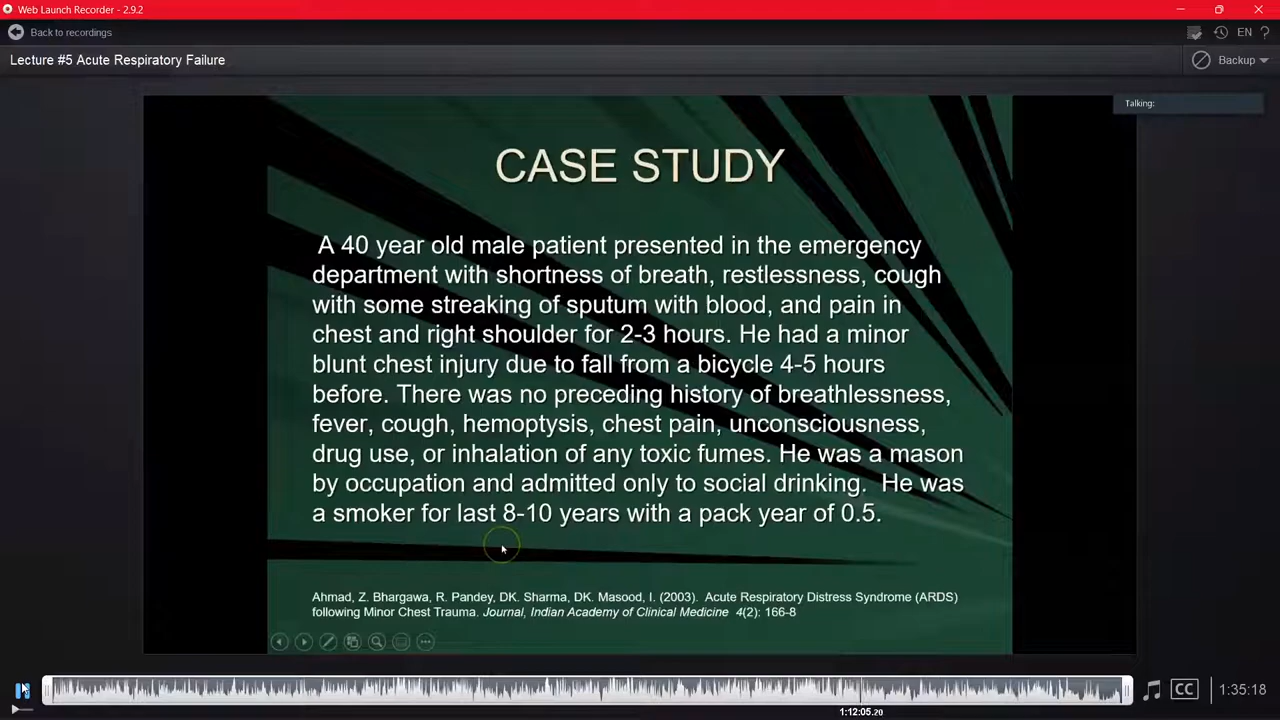 Web Launch Recorder - 2.9.2
Back to recordings
EN ?
Lecture #5 Acute Respiratory Failure
Backup
Talking:
CASE STUDY
A 40 year old male patient presented in the emergency
department with shortness of breath, restlessness, cough
with some streaking of sputum with blood, and pain in
chest and right shoulder for 2-3 hours. He had a minor
blunt chest injury due to fall from a bicycle 4-5 hours
before. There was no preceding history of breathlessness,
fever, cough, hemoptysis, chest pain, unconsciousness,
drug use, or inhalation of any toxic fumes. He was a mason
by occupation and admitted only to social drinking.  He was
a smoker for last 8-10 years with a pack year of 0.5.
Ahmad, Z. Bhargawa, R. Pandey, DK. Sharma, DK. Masood, I. (2003).  Acute Respiratory Distress Syndrome (ARDS)
following Minor Chest Trauma. Journal, Indian Academy of Clinical Medicine  4(2): 166-8
CC
1:35:18
1:12:05.20